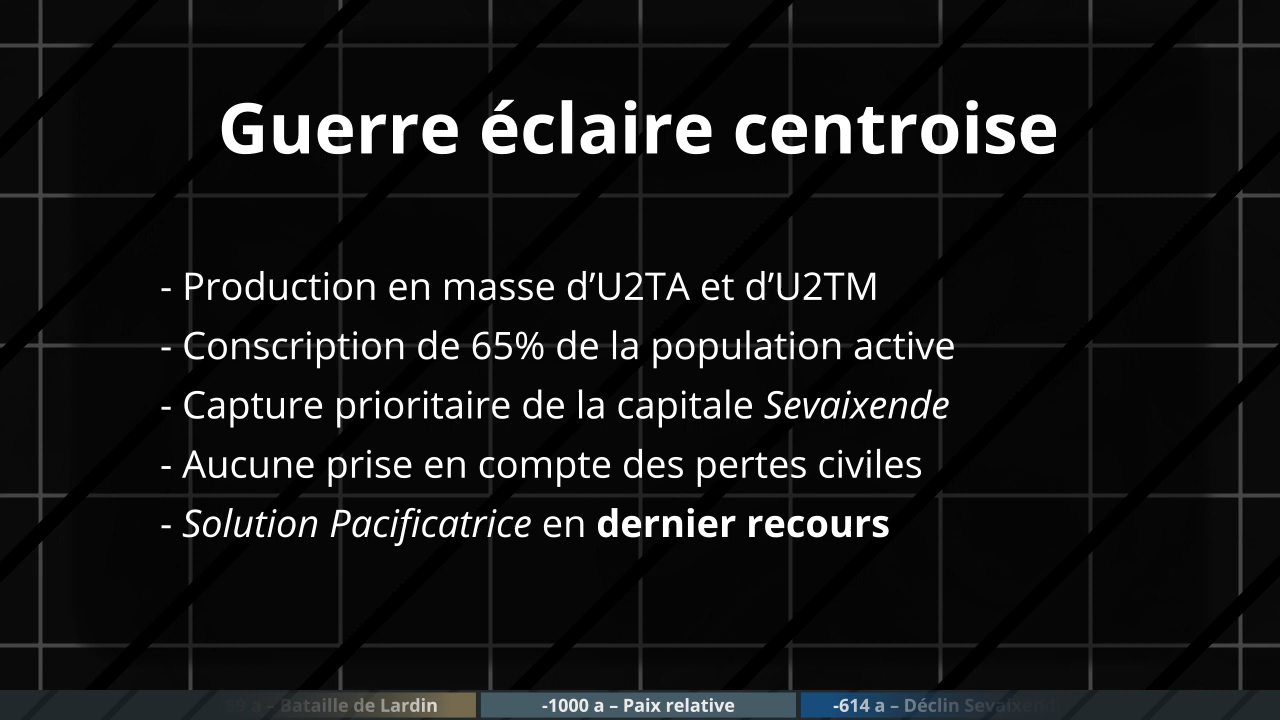 Guerre éclaire centroise
- Production en masse d’U2TA et d’U2TM
- Conscription de 65% de la population active
- Capture prioritaire de la capitale Sevaixende
- Aucune prise en compte des pertes civiles
- Solution Pacificatrice en dernier recours
59 a – Bataille de Lardin
-1000 a – Paix relative
-614 a – Déclin Sevaixende